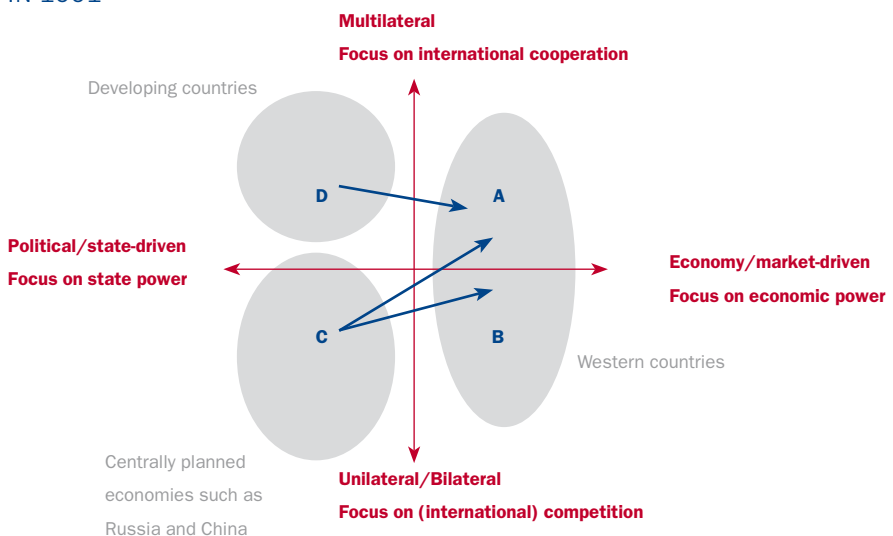 Multilateral
Focus on international cooperation
Developing countries
D
A
Political/state-driven
Focus on state power
Economy/market-driven
Focus on economic power
C
B
Western countries
Centrally planned
economies such as
Russia and China
Unilateral/Bilateral
Focus on (international) competition